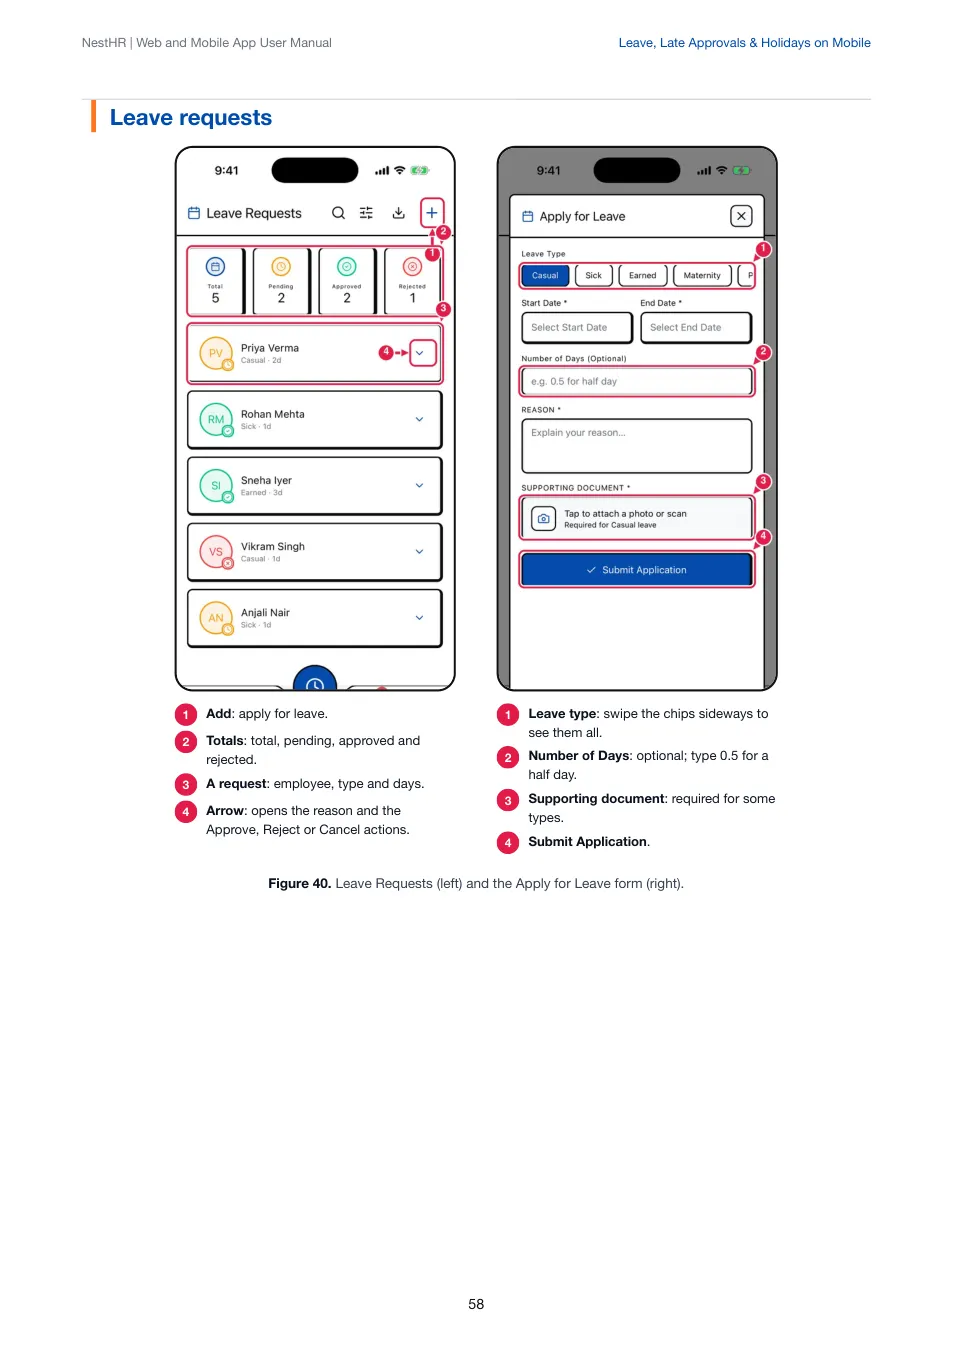 NestHR | Web and Mobile App User Manual
Leave, Late Approvals & Holidays on Mobile
Leave requests
9:41
Leave Requests
2
1
Total
5
Pending
2
Approved
2
Rejected
1
3
PV
Priya Verma
Casual · 2d
4
RM
Rohan Mehta
Sick · 1d
SI
Sneha Iyer
Earned · 3d
VS
Vikram Singh
Casual · 1d
AN
Anjali Nair
Sick · 1d
9:41
Apply for Leave
Leave Type
1
Casual
Sick
Earned
Maternity
P
Start Date *
End Date *
Select Start Date
Select End Date
Number of Days (Optional)
2
e.g. 0.5 for half day
REASON *
Explain your reason...
SUPPORTING DOCUMENT *
3
Tap to attach a photo or scan
Required for Casual leave
4
Submit Application
1 Add: apply for leave.
2 Totals: total, pending, approved and
rejected.
3 A request: employee, type and days.
4 Arrow: opens the reason and the
Approve, Reject or Cancel actions.
1 Leave type: swipe the chips sideways to
see them all.
2 Number of Days: optional; type 0.5 for a
half day.
3 Supporting document: required for some
types.
4 Submit Application.
Figure 40. Leave Requests (left) and the Apply for Leave form (right).
58